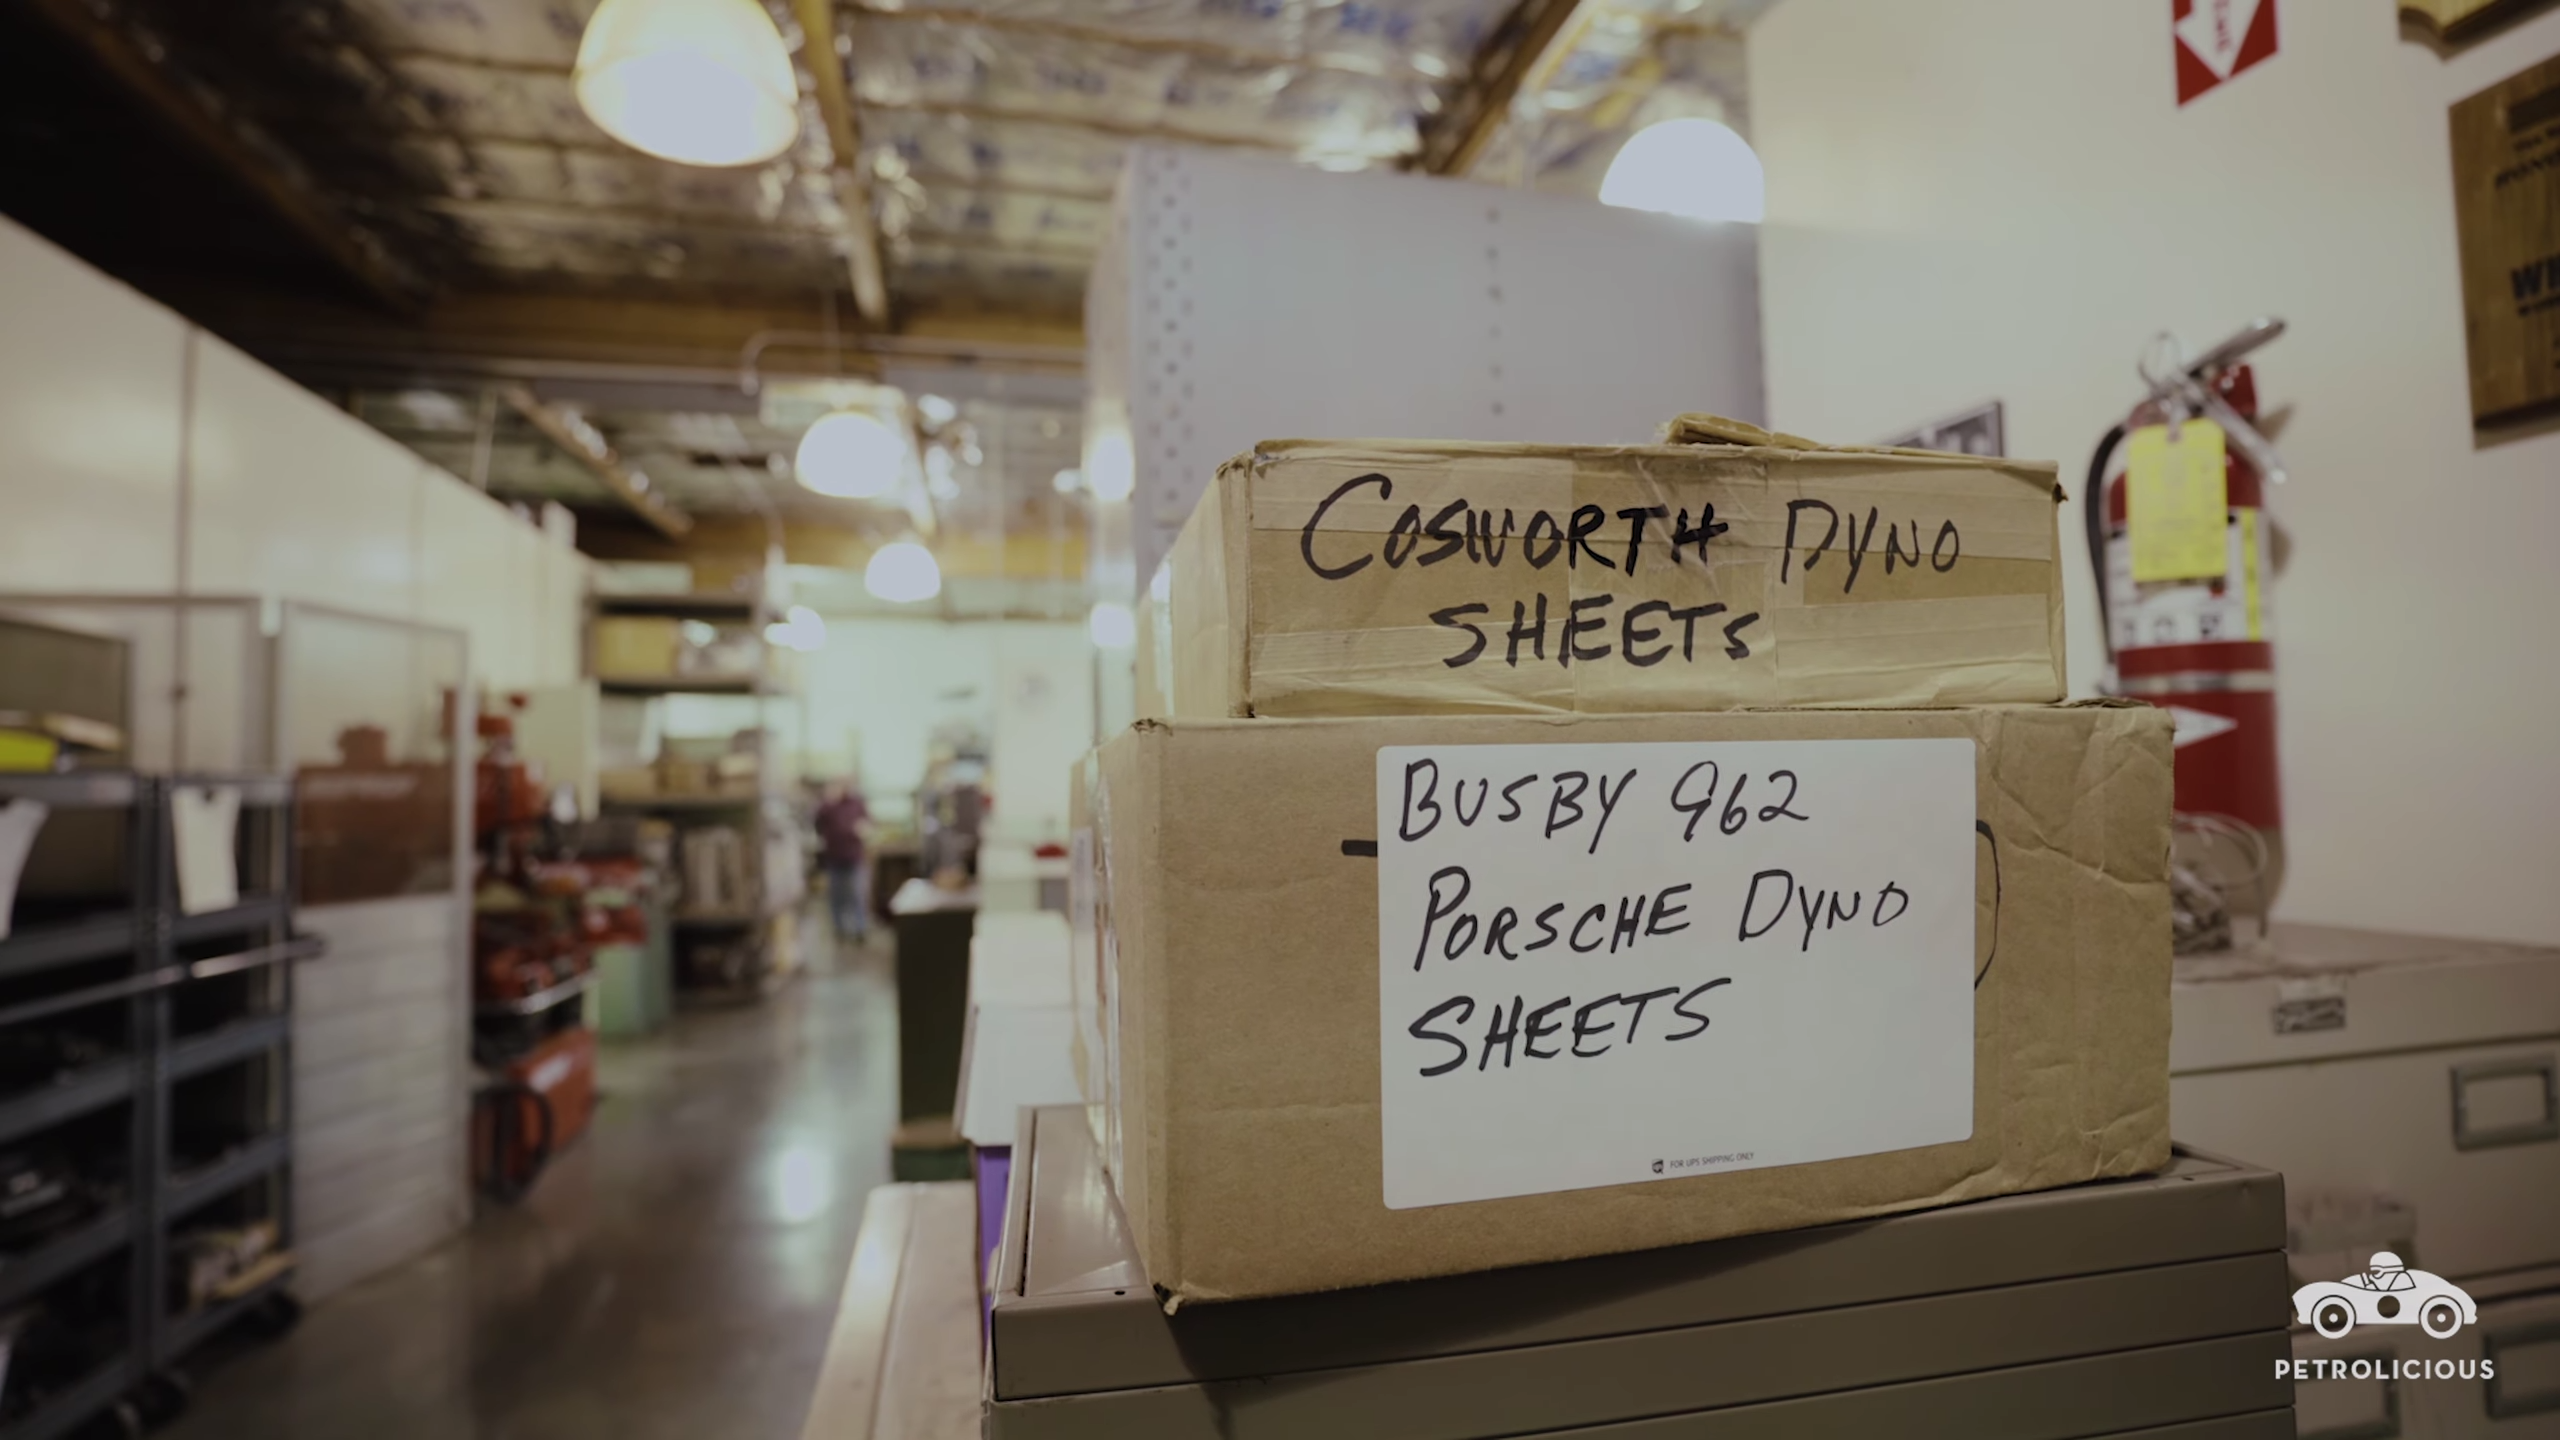 COSWORTH DYNO
SHEETS
BUSBY 962
PORSCHE DYNO
SHEETS
FOR UPS SHIPPING ONLY
PETROLICIOUS